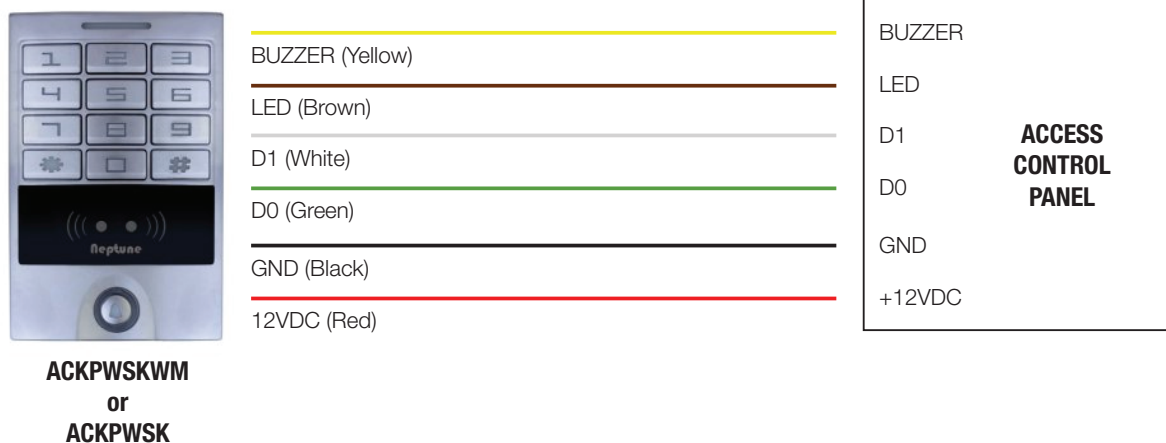 1 2 3
4 5 6
7 8 9
* 0 #
Neptune
ACKPWSKWM
or
ACKPWSK
BUZZER (Yellow)
LED (Brown)
D1 (White)
D0 (Green)
GND (Black)
12VDC (Red)
BUZZER
LED
D1
D0
GND
+12VDC
ACCESS
CONTROL
PANEL